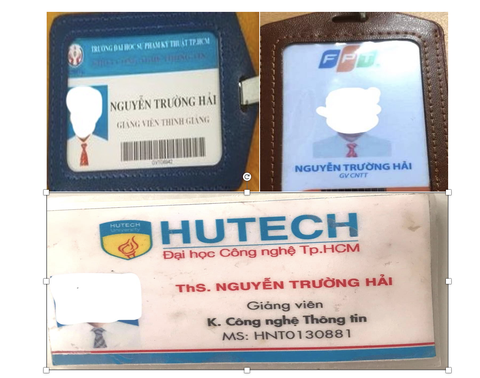 TRƯỜNG ĐẠI HỌC SƯ PHẠM KỸ THUẬT TP.HCM
NGUYỄN TRƯỜNG HẢI
GIẢNG VIÊN THỈNH GIẢNG
FPT
NGUYỄN TRƯỜNG HẢI
GV CNTT
HUTECH
HUTECH
Đại học Công nghệ Tp.HCM
ThS. NGUYỄN TRƯỜNG HẢI
Giảng viên
K. Công nghệ Thông tin
MS: HNT0130881